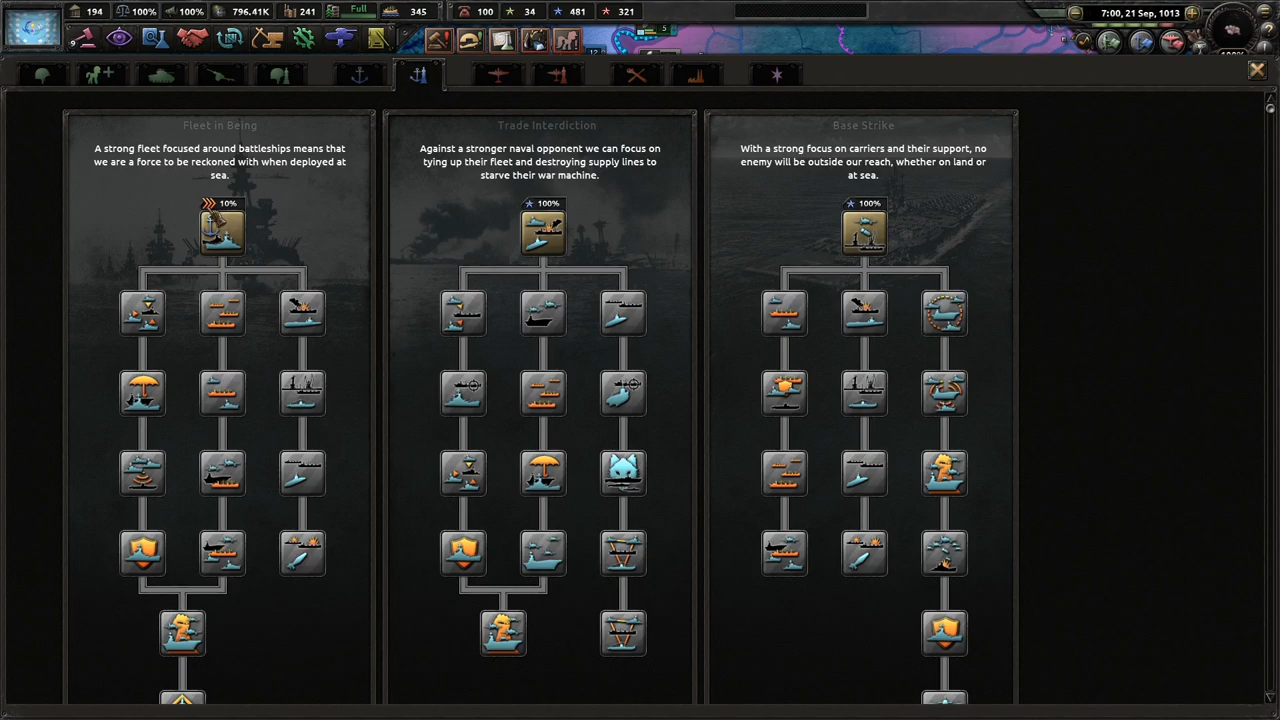 194 100% 100% 796.41K 241 Full 345 100 34 481 321 7:00, 21 Sep, 1013
9 12 5 100%
Fleet in Being
A strong fleet focused around battleships means that
we are a force to be reckoned with when deployed at
sea.
10%
Trade Interdiction
Against a stronger naval opponent we can focus on
tying up their fleet and destroying supply lines to
starve their war machine.
100%
Base Strike
With a strong focus on carriers and their support, no
enemy will be outside our reach, whether on land or
at sea.
100%